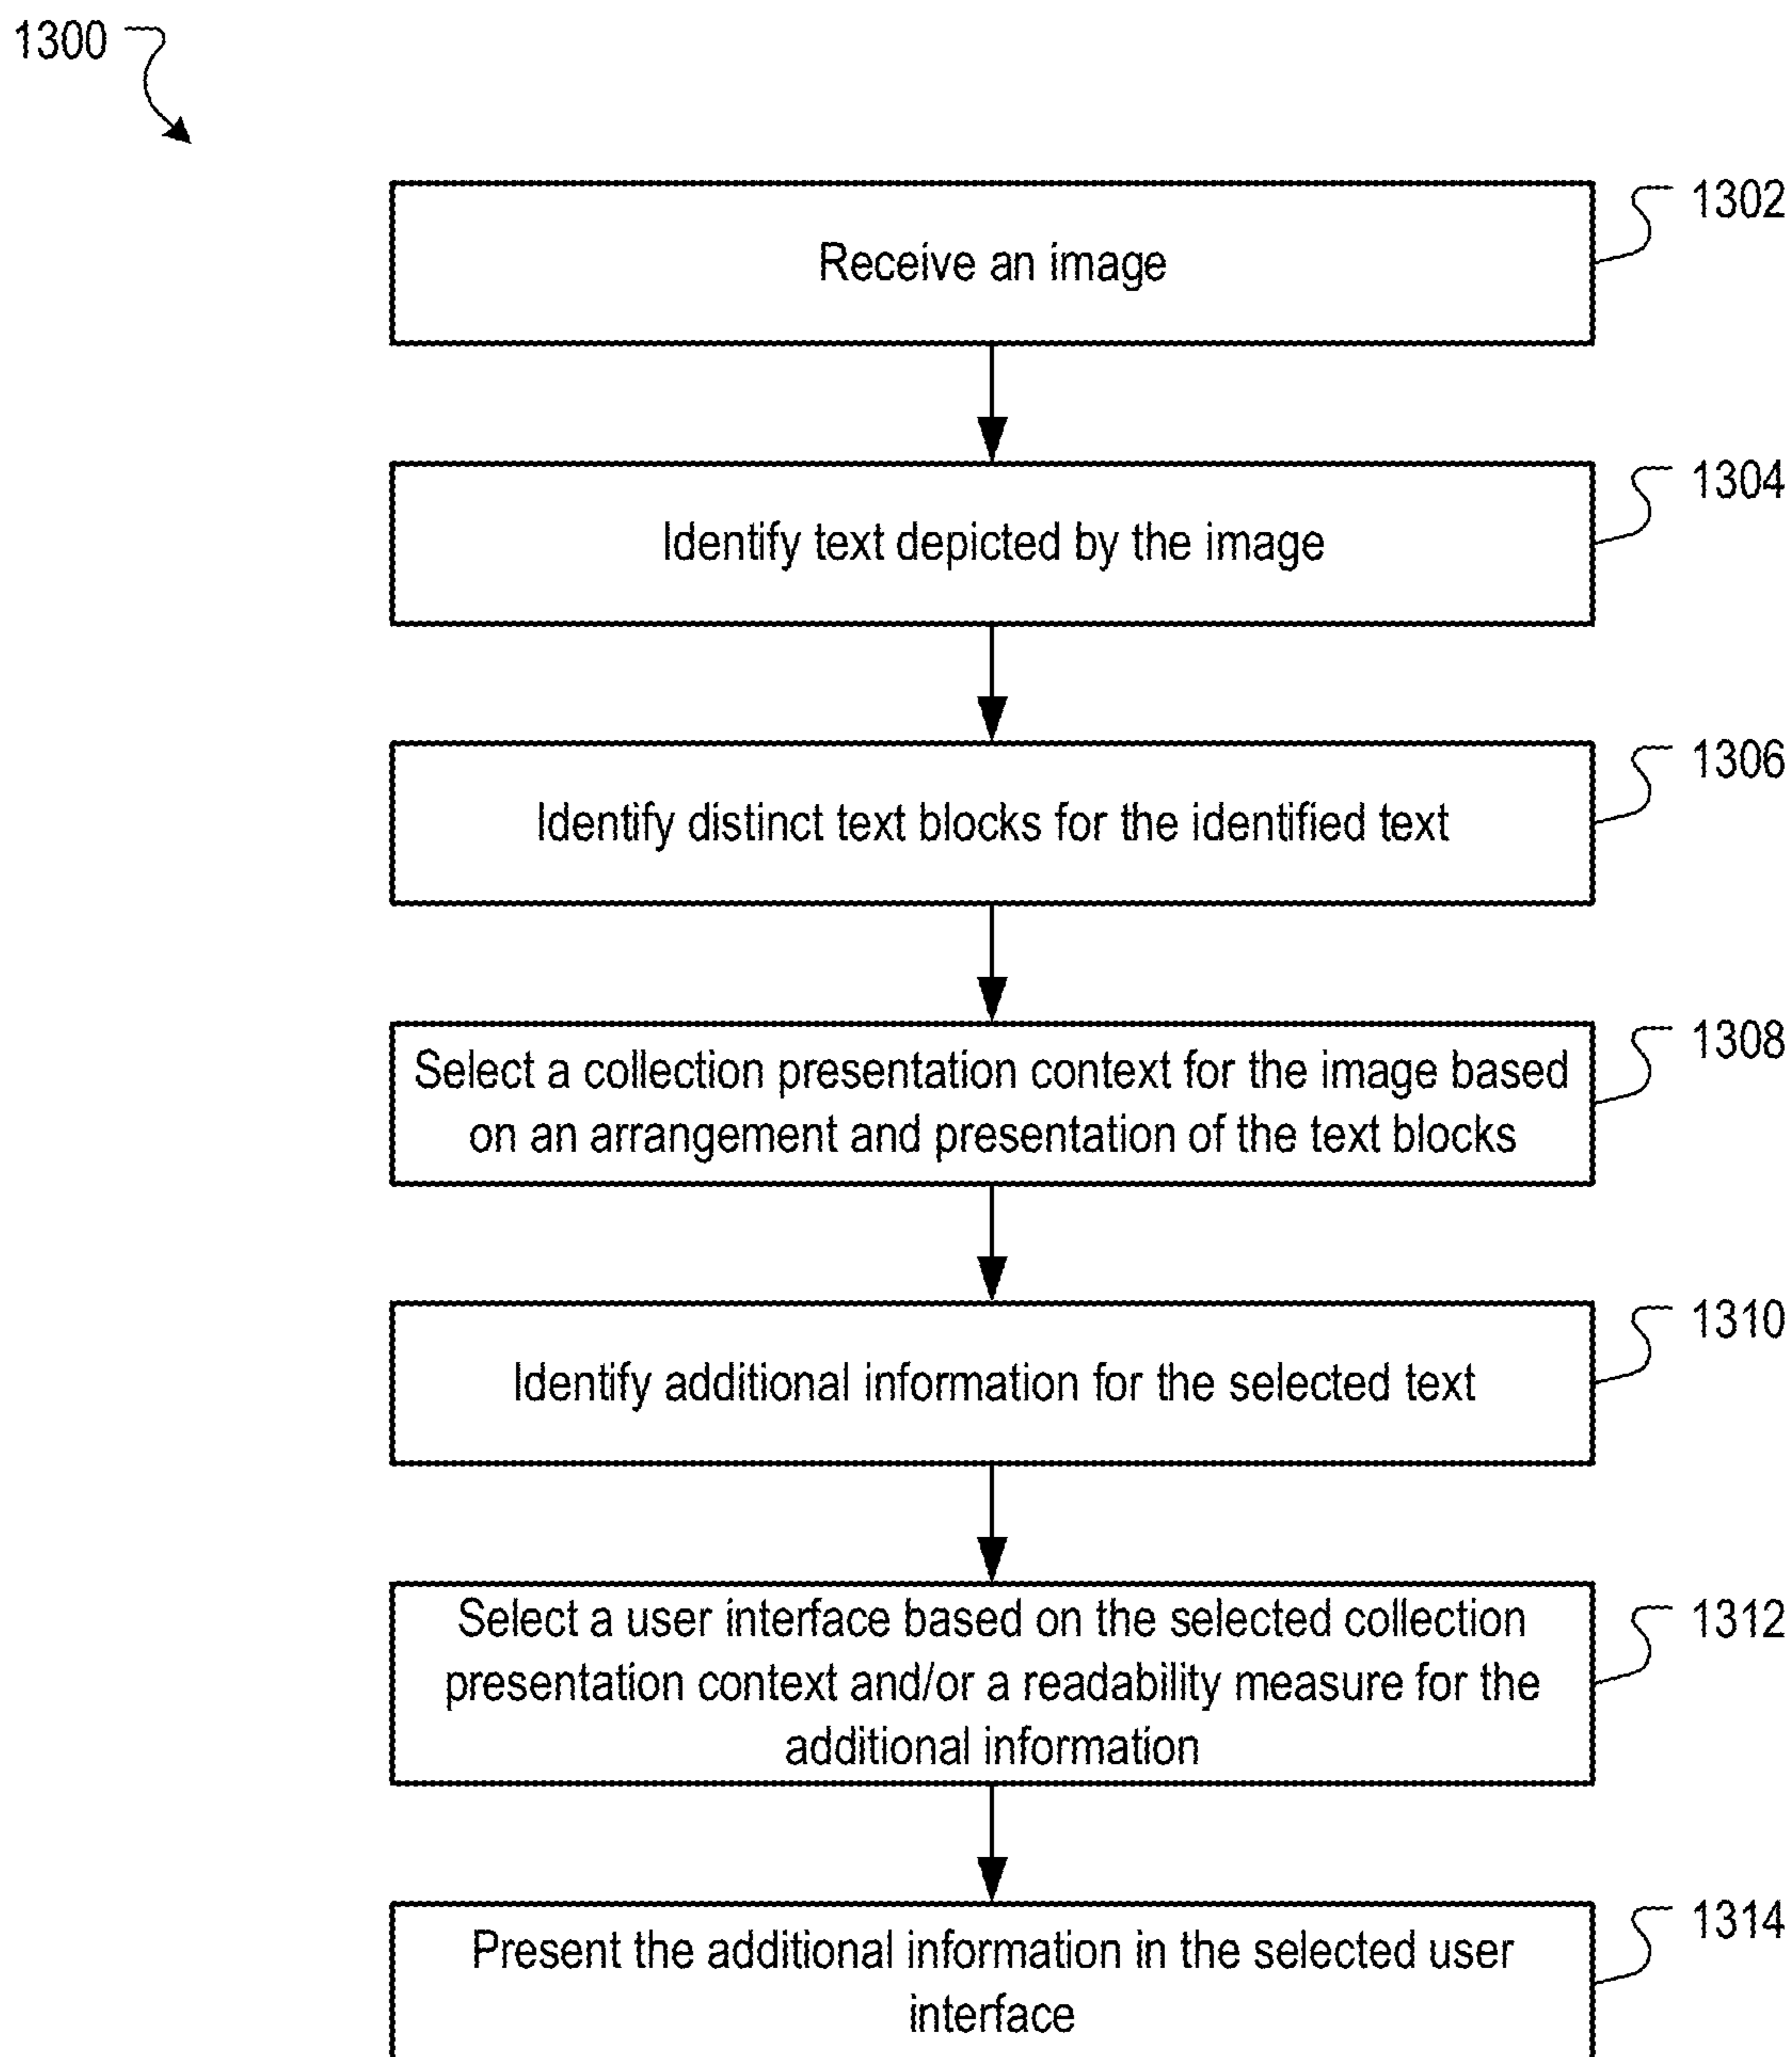 1300
Receive an image
1302
Identify text depicted by the image
1304
Identify distinct text blocks for the identified text
1306
Select a collection presentation context for the image based
on an arrangement and presentation of the text blocks
1308
Identify additional information for the selected text
1310
Select a user interface based on the selected collection
presentation context and/or a readability measure for the
additional information
1312
Present the additional information in the selected user
interface
1314